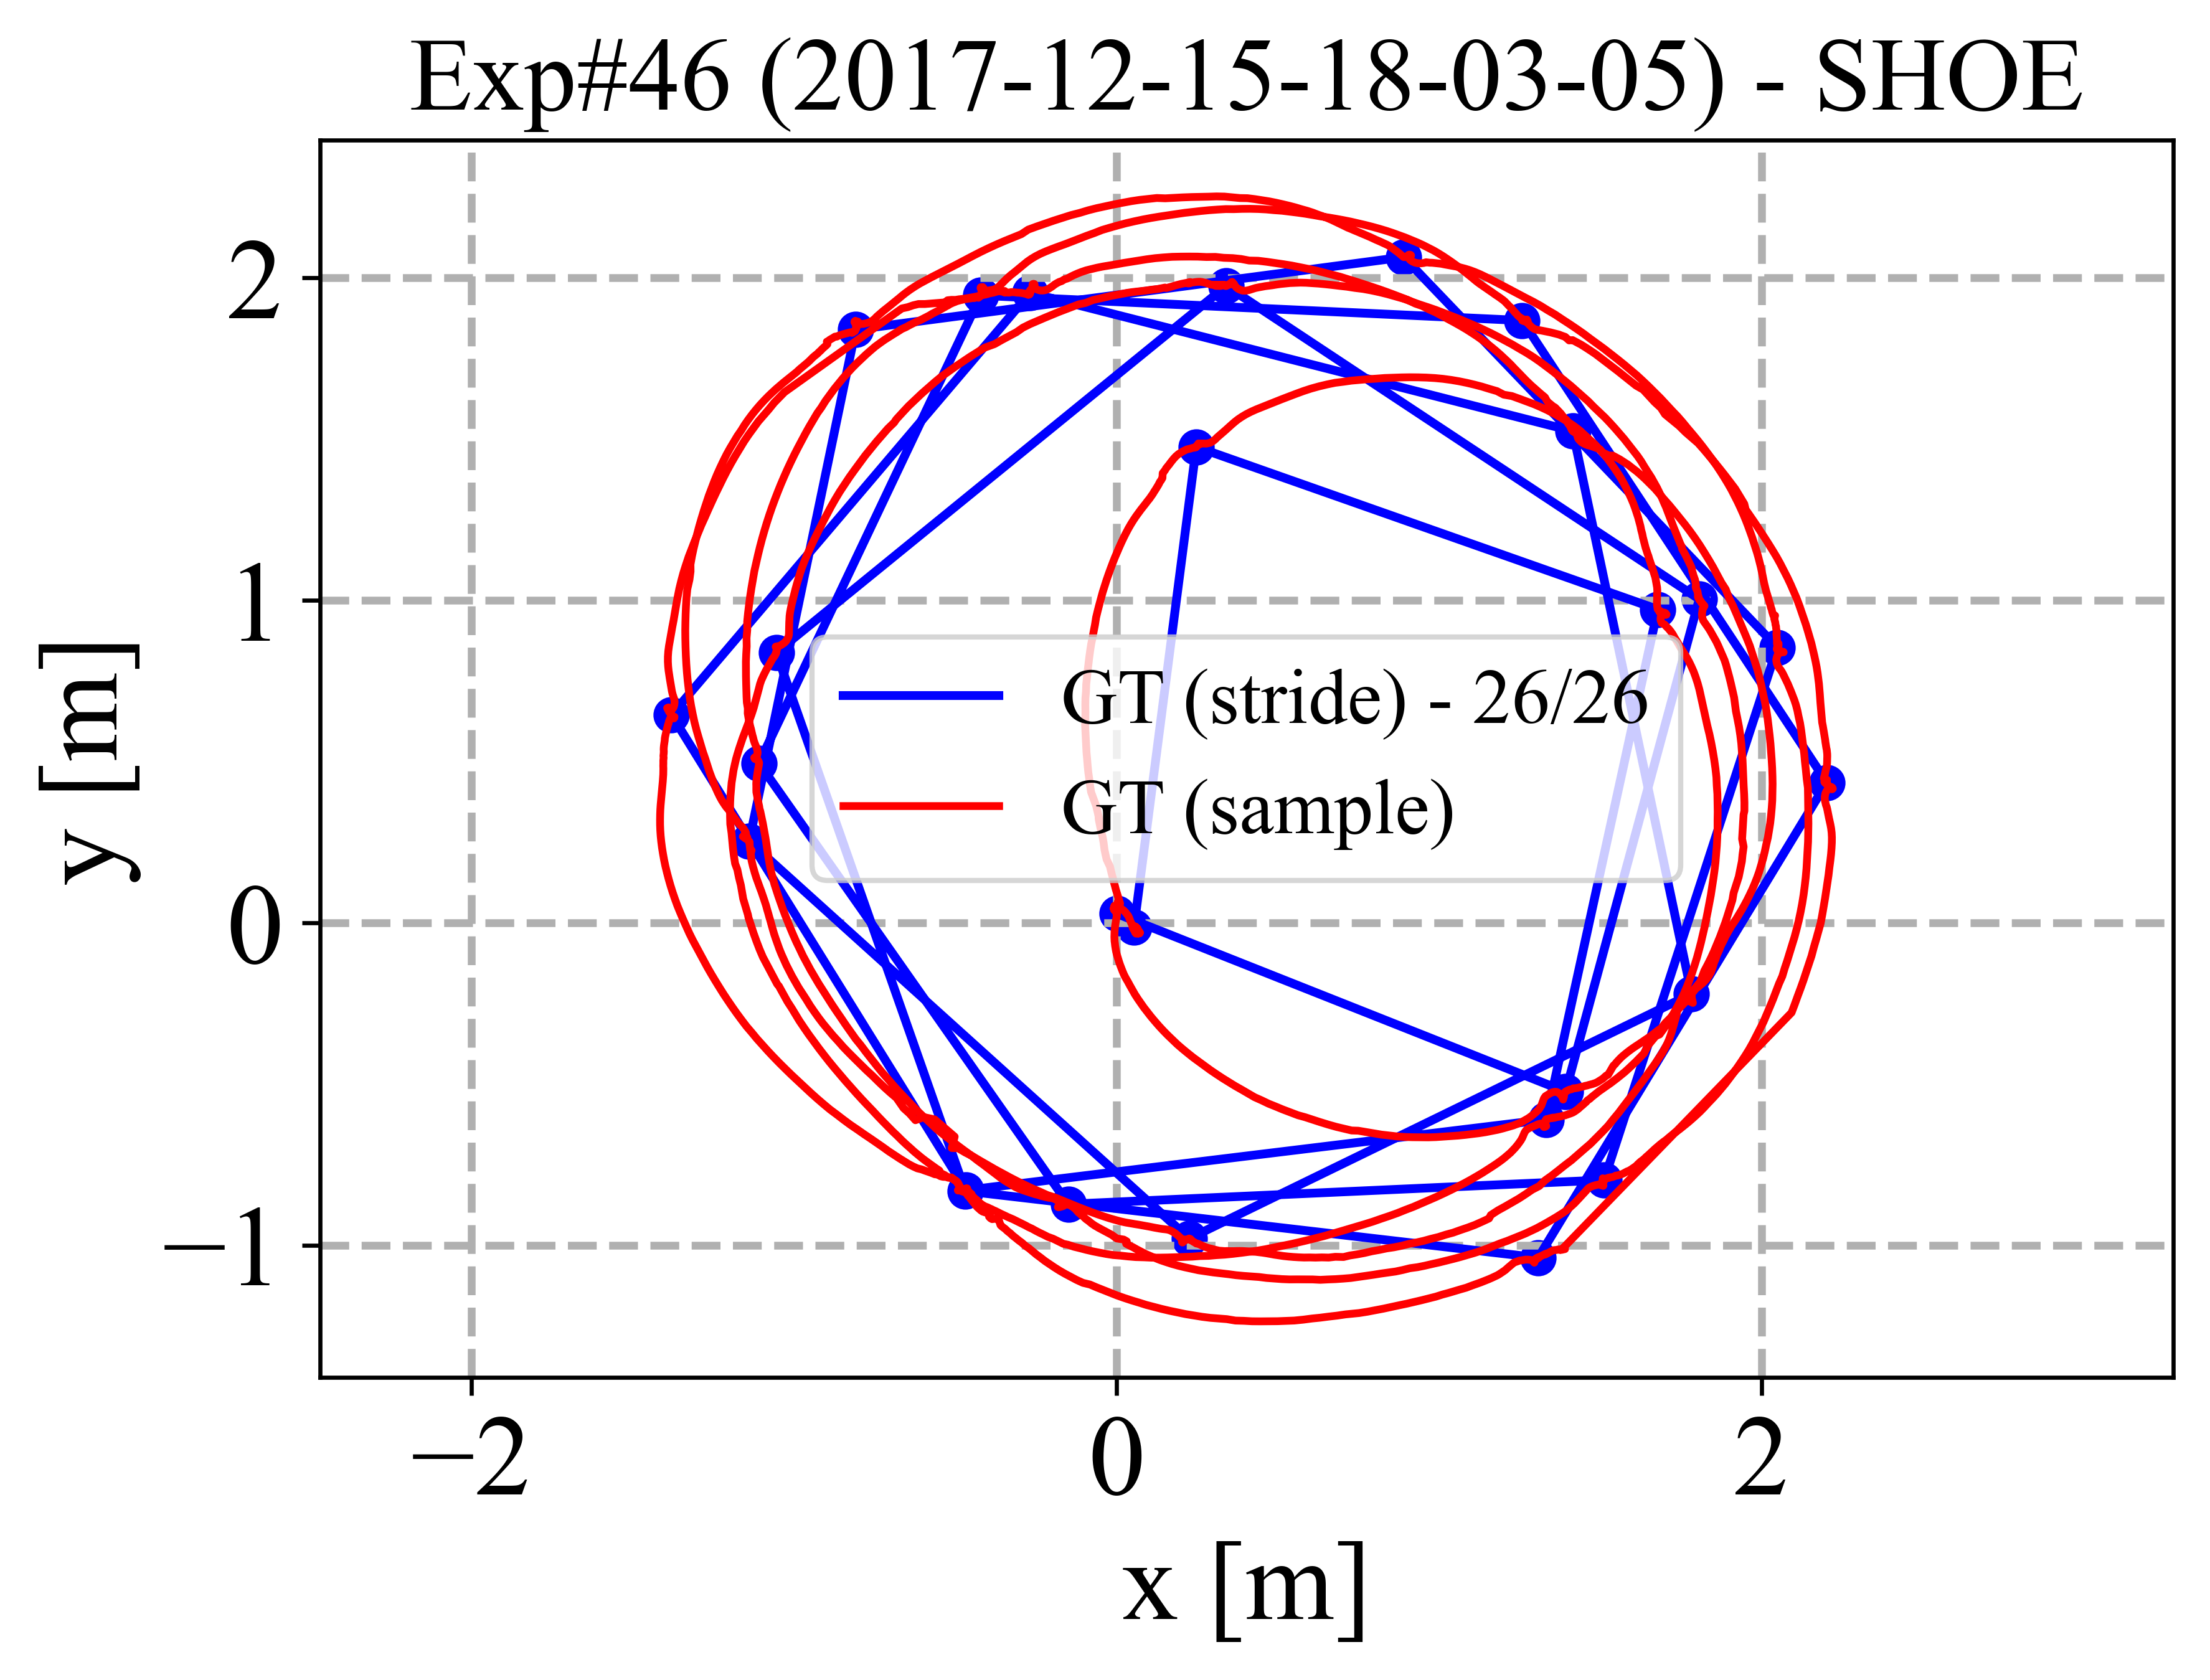 Exp#46 (2017-12-15-18-03-05) - SHOE
y [m]
2
1
0
−1
GT (stride) - 26/26
GT (sample)
−2 0 2
x [m]